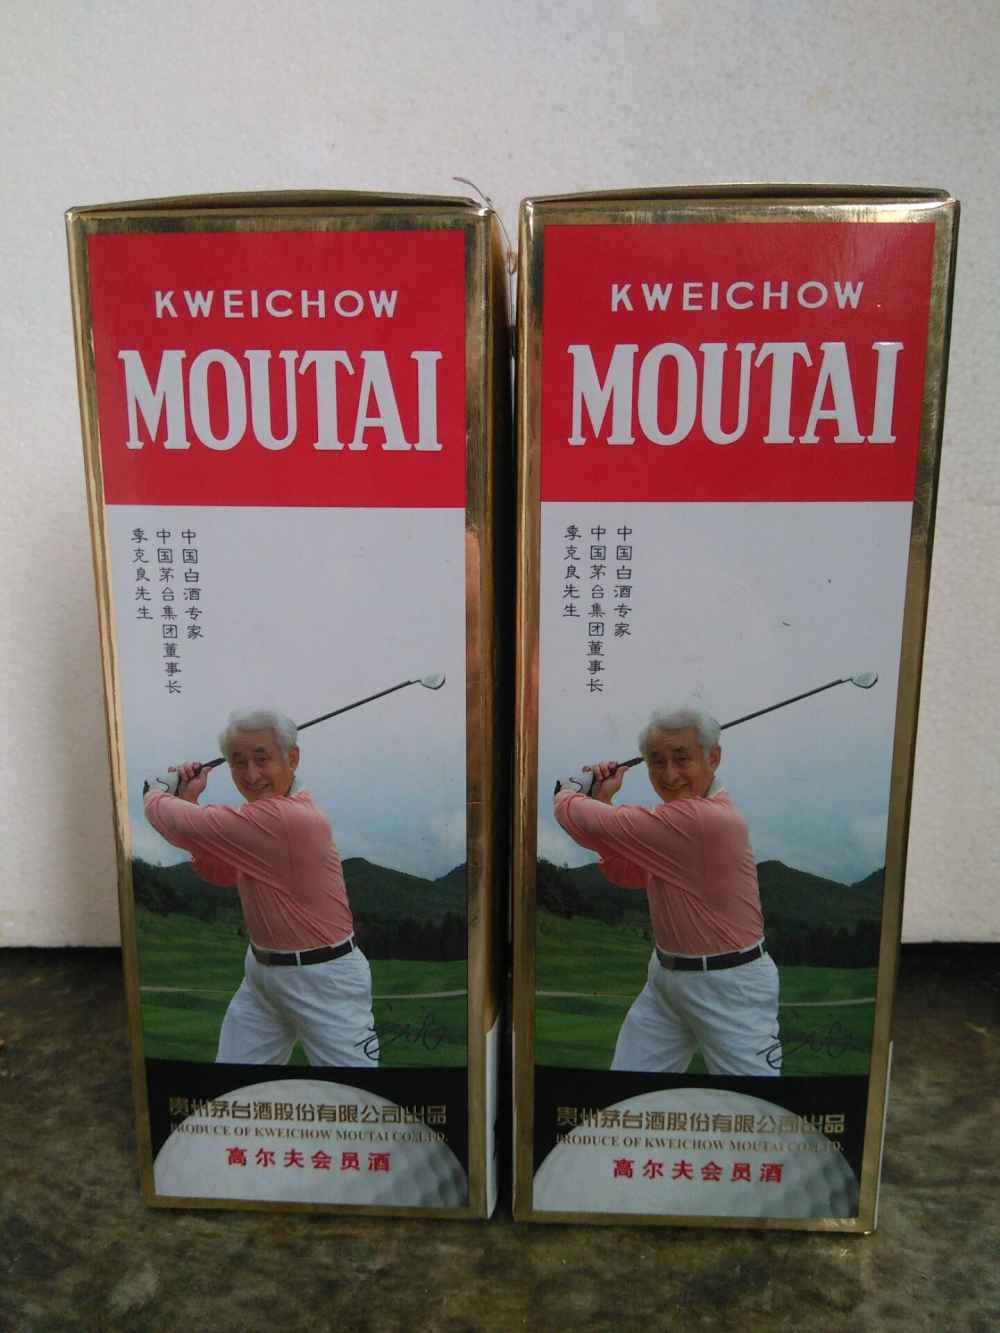 KWEICHOW
MOUTAI
中国白酒专家
中国茅台集团董事长
季克良先生
贵州茅台酒股份有限公司出品
PRODUCE OF KWEICHOW MOUTAI CO.,LTD.
高尔夫会员酒
KWEICHOW
MOUTAI
中国白酒专家
中国茅台集团董事长
季克良先生
贵州茅台酒股份有限公司出品
PRODUCE OF KWEICHOW MOUTAI CO.,LTD.
高尔夫会员酒